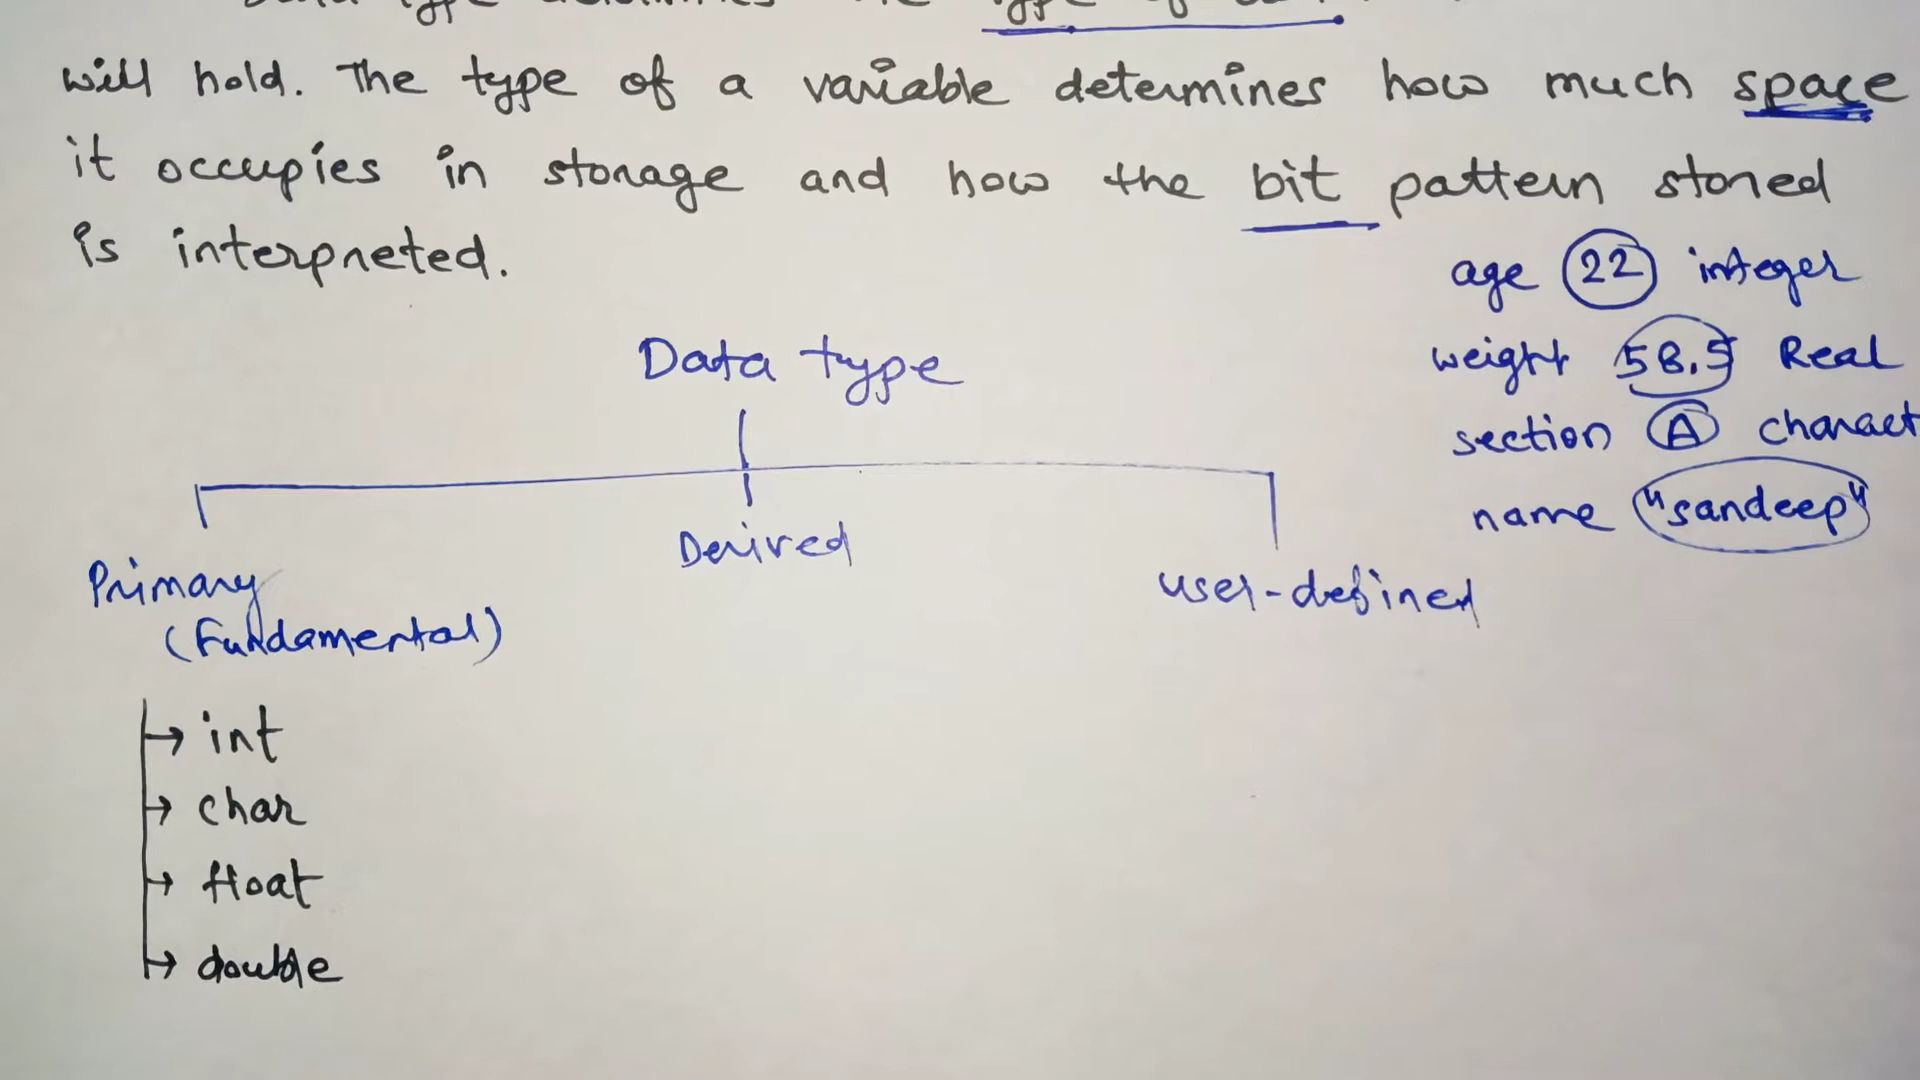 will hold. The type of a variable determines how much space
it occupies in storage and how the bit pattern stored
is interpreted.
age 22 integer
weight 58.5 Real
section A charact
name "sandeep"
Data type
Primary
(Fundamental)
Derived
user-defined
int
char
float
double